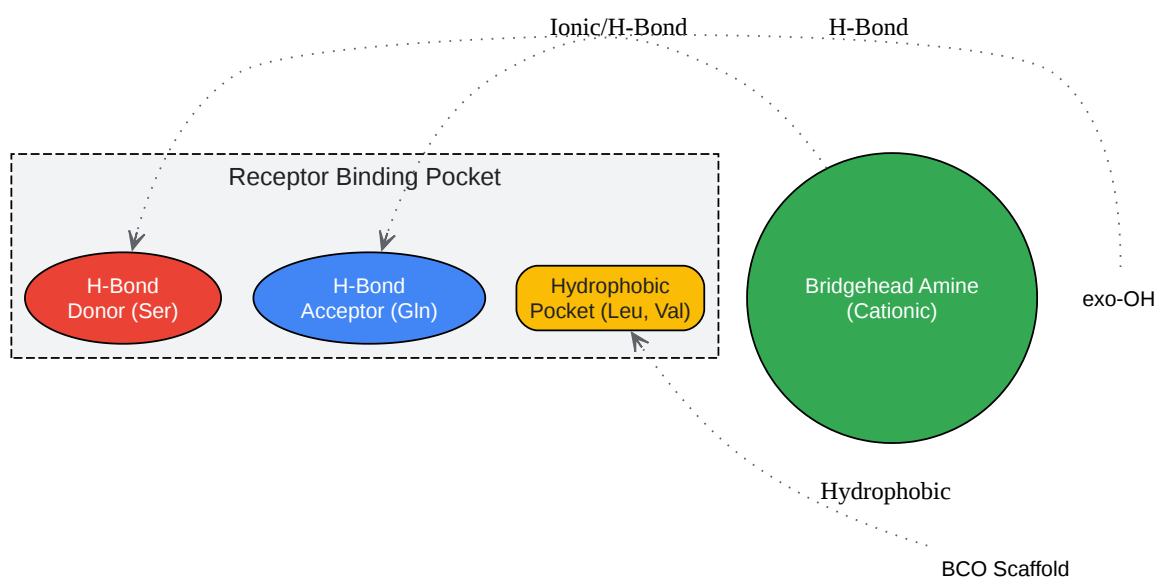 Ionic/H-Bond
H-Bond
Receptor Binding Pocket
H-Bond
Donor (Ser)
H-Bond
Acceptor (Gln)
Hydrophobic
Pocket (Leu, Val)
Bridgehead Amine
(Cationic)
exo-OH
Hydrophobic
BCO Scaffold